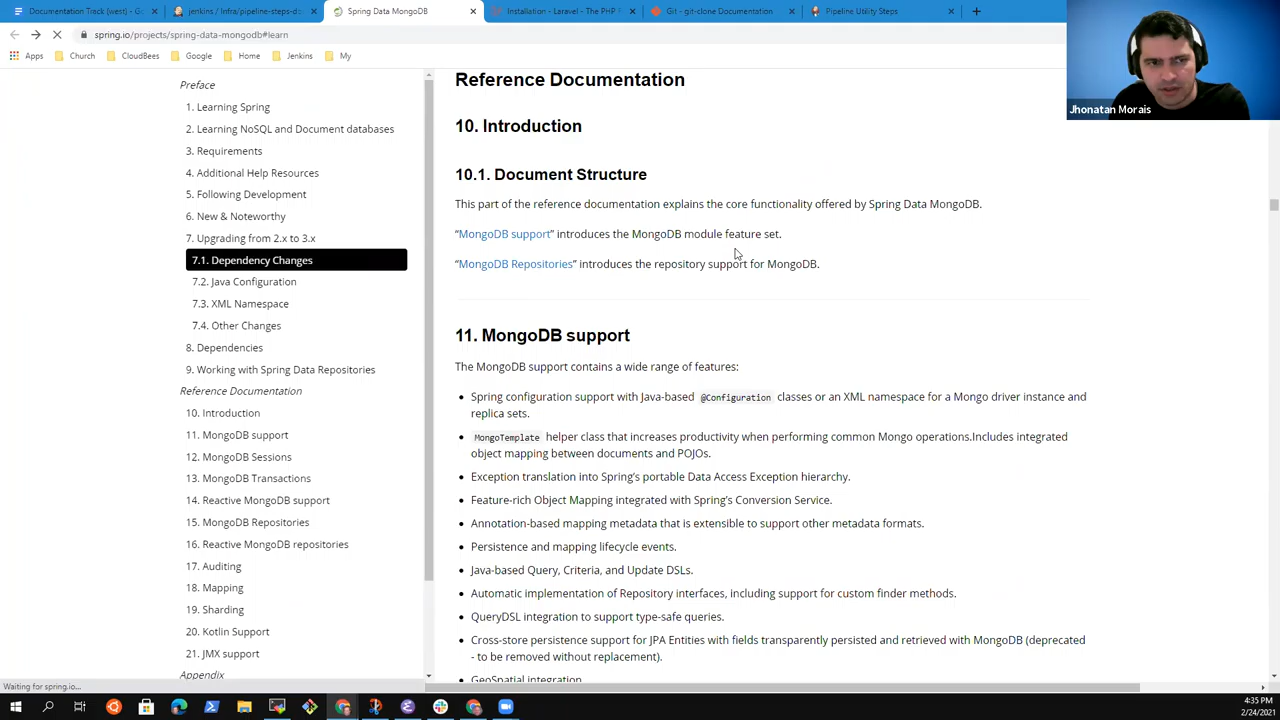 Documentation Track (west) - Go
jenkins / Infra/pipeline-steps-do
Spring Data MongoDB
Installation - Laravel - The PHP
Git - git-clone Documentation
Pipeline Utility Steps
spring.io/projects/spring-data-mongodb#learn
Apps
Church
CloudBees
Google
Home
Jenkins
My
Jhonatan Morais
Preface
1. Learning Spring
2. Learning NoSQL and Document databases
3. Requirements
4. Additional Help Resources
5. Following Development
6. New & Noteworthy
7. Upgrading from 2.x to 3.x
7.1. Dependency Changes
7.2. Java Configuration
7.3. XML Namespace
7.4. Other Changes
8. Dependencies
9. Working with Spring Data Repositories
Reference Documentation
10. Introduction
11. MongoDB support
12. MongoDB Sessions
13. MongoDB Transactions
14. Reactive MongoDB support
15. MongoDB Repositories
16. Reactive MongoDB repositories
17. Auditing
18. Mapping
19. Sharding
20. Kotlin Support
21. JMX support
Appendix
Reference Documentation
10. Introduction
10.1. Document Structure
This part of the reference documentation explains the core functionality offered by Spring Data MongoDB.
“MongoDB support” introduces the MongoDB module feature set.
“MongoDB Repositories” introduces the repository support for MongoDB.
11. MongoDB support
The MongoDB support contains a wide range of features:
• Spring configuration support with Java-based @Configuration classes or an XML namespace for a Mongo driver instance and
replica sets.
• MongoTemplate helper class that increases productivity when performing common Mongo operations.Includes integrated
object mapping between documents and POJOs.
• Exception translation into Spring’s portable Data Access Exception hierarchy.
• Feature-rich Object Mapping integrated with Spring’s Conversion Service.
• Annotation-based mapping metadata that is extensible to support other metadata formats.
• Persistence and mapping lifecycle events.
• Java-based Query, Criteria, and Update DSLs.
• Automatic implementation of Repository interfaces, including support for custom finder methods.
• QueryDSL integration to support type-safe queries.
• Cross-store persistence support for JPA Entities with fields transparently persisted and retrieved with MongoDB (deprecated
- to be removed without replacement).
• GeoSpatial integration.
Waiting for spring.io...
4:35 PM
2/24/2021